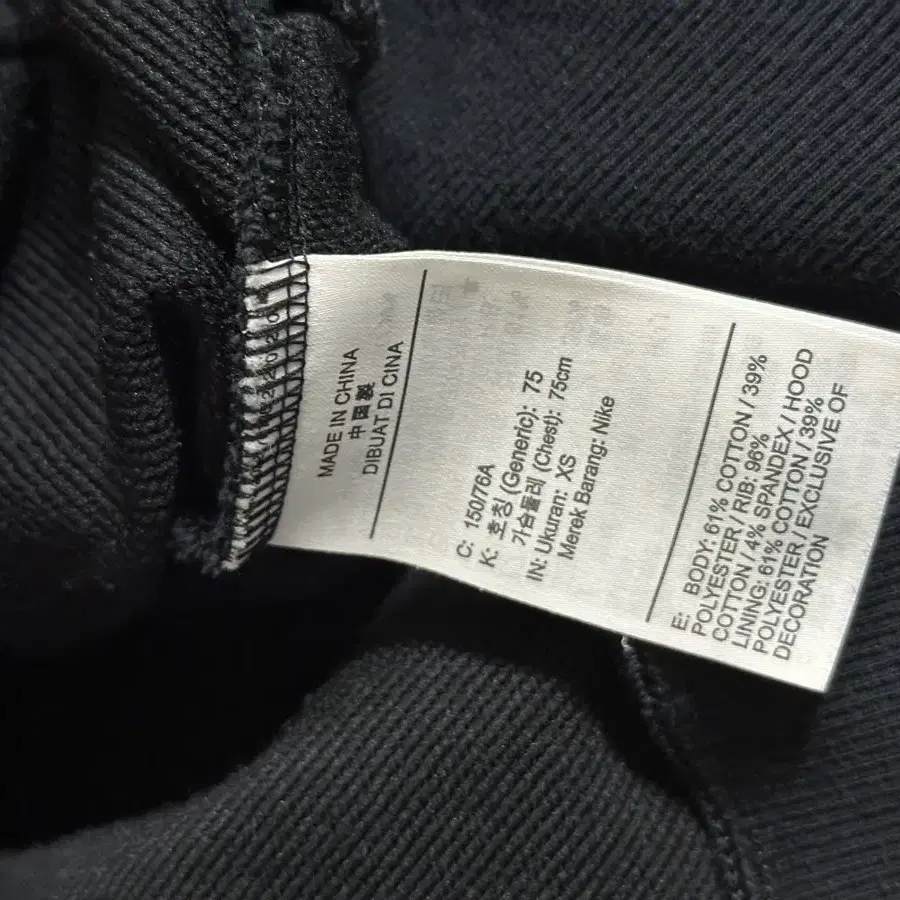 MADE IN CHINA
中国製
DIBUAT DI CINA
C: 150/76A
K: 호칭 (Generic): 75
가슴둘레 (Chest): 75cm
IN: Ukuran: XS
Merek Barang: Nike
E: BODY: 61% COTTON / 39%
POLYESTER / RIB: 96%
COTTON / 4% SPANDEX / HOOD
LINING: 61% COTTON / 39%
POLYESTER / EXCLUSIVE OF
DECORATION